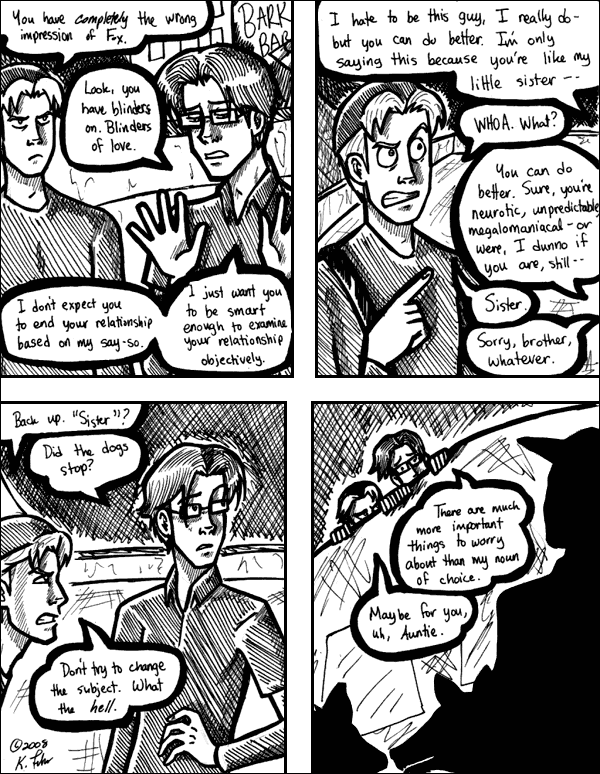 You have completely the wrong
impression of Fox.
BARK
BAR
Look, you
have blinders
on. Blinders
of love.
I don't expect you
to end your relationship
based on my say-so.
I just want you
to be smart
enough to examine
your relationship
objectively.
I hate to be this guy, I really do-
but you can do better. I'm only
saying this because you're like my
little sister --
WHOA. What?
You can do
better. Sure, you're
neurotic, unpredictable,
megalomaniacal - or
were, I dunno if
you are, still --
Sister.
Sorry, brother,
whatever.
Back up. "Sister"?
Did the dogs
stop?
Don't try to change
the subject. What
the hell.
©2008
K.
There are much
more important
things to worry
about than my noun
of choice.
Maybe for you,
uh, Auntie.